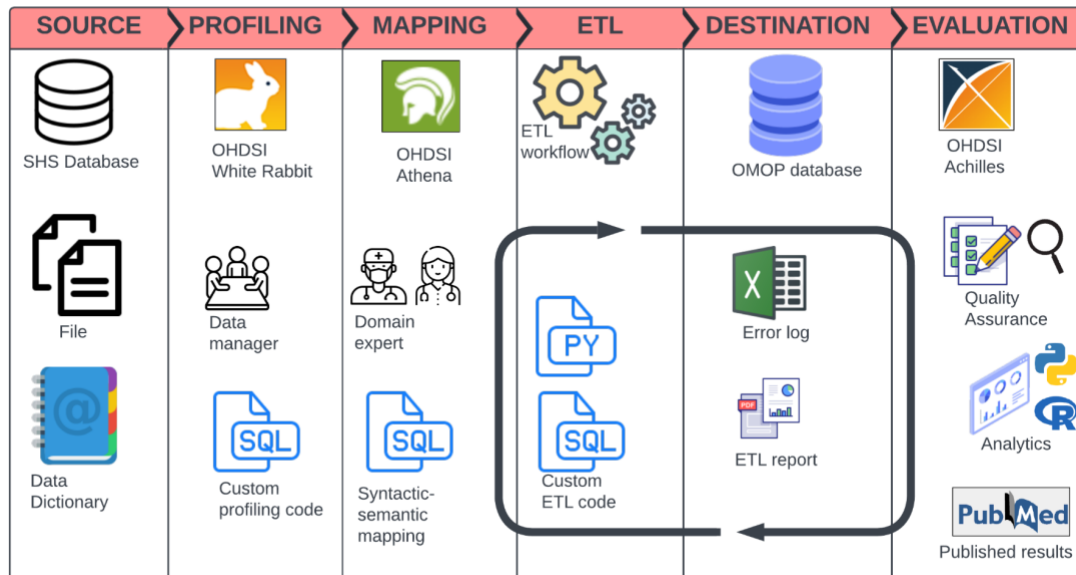 SOURCE
PROFILING
MAPPING
ETL
DESTINATION
EVALUATION
SHS Database
File
@
Data
Dictionary
OHDSI
White Rabbit
Data
manager
SQL
Custom
profiling code
OHDSI
Athena
Domain
expert
SQL
Syntactic-
semantic
mapping
ETL
workflow
PY
SQL
Custom
ETL code
OMOP database
X
Error log
PDF
ETL report
OHDSI
Achilles
Quality
Assurance
R
Analytics
PubMed
Published results